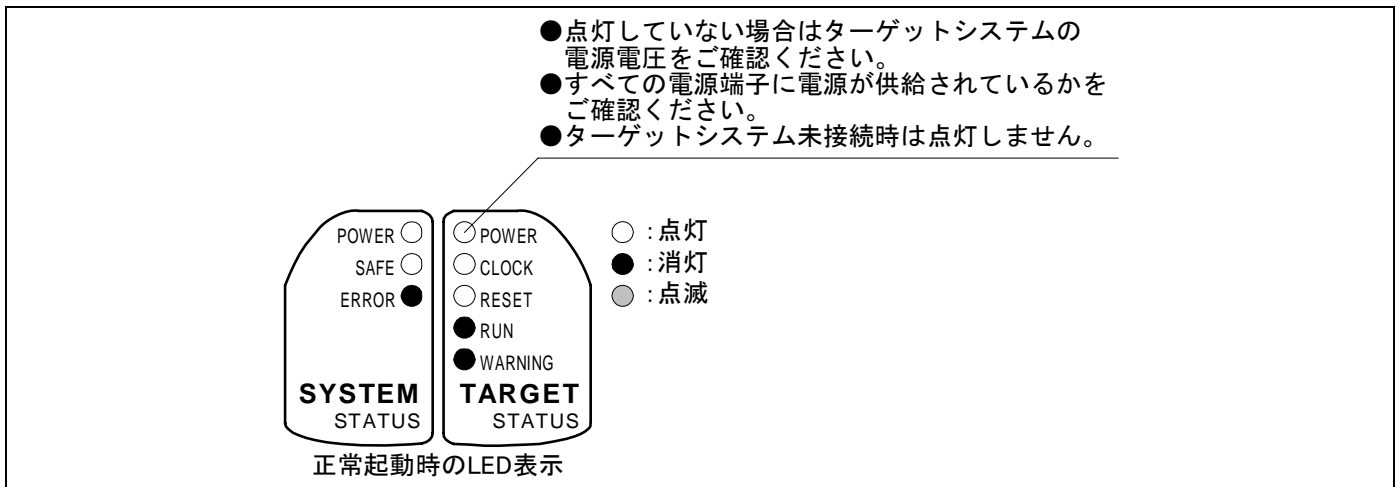 ●点灯していない場合はターゲットシステムの
電源電圧をご確認ください。
●すべての電源端子に電源が供給されているかを
ご確認ください。
●ターゲットシステム未接続時は点灯しません。
POWER
SAFE
ERROR
SYSTEM
STATUS
POWER
CLOCK
RESET
RUN
WARNING
TARGET
STATUS
○:点灯
●:消灯
:点滅
正常起動時のLED表示